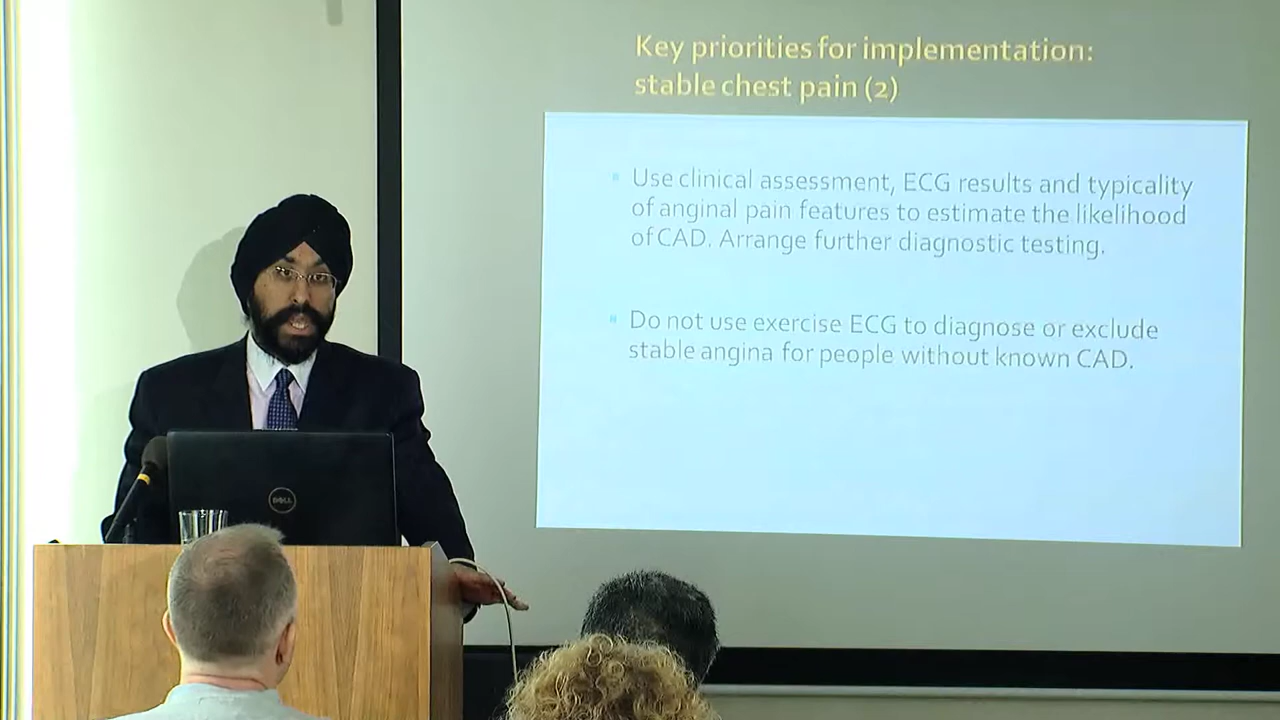 Key priorities for implementation:
stable chest pain (2)
Use clinical assessment, ECG results and typicality
of anginal pain features to estimate the likelihood
of CAD. Arrange further diagnostic testing.
Do not use exercise ECG to diagnose or exclude
stable angina for people without known CAD.
DELL